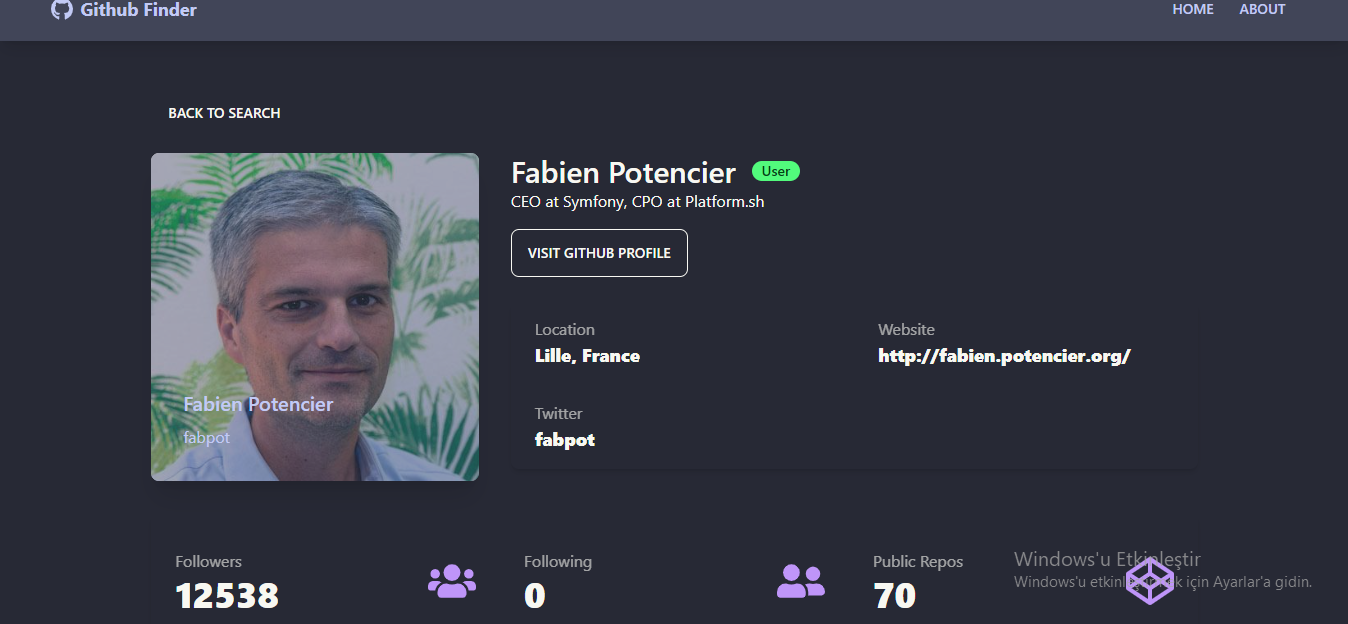 Github Finder
HOME
ABOUT
BACK TO SEARCH
Fabien Potencier
User
CEO at Symfony, CPO at Platform.sh
VISIT GITHUB PROFILE
Location
Lille, France
Website
http://fabien.potencier.org/
Twitter
fabpot
Fabien Potencier
fabpot
Followers
12538
Following
0
Public Repos
70
Windows'u Etkinleştir
Windows'u etkinleştirmek için Ayarlar'a gidin.